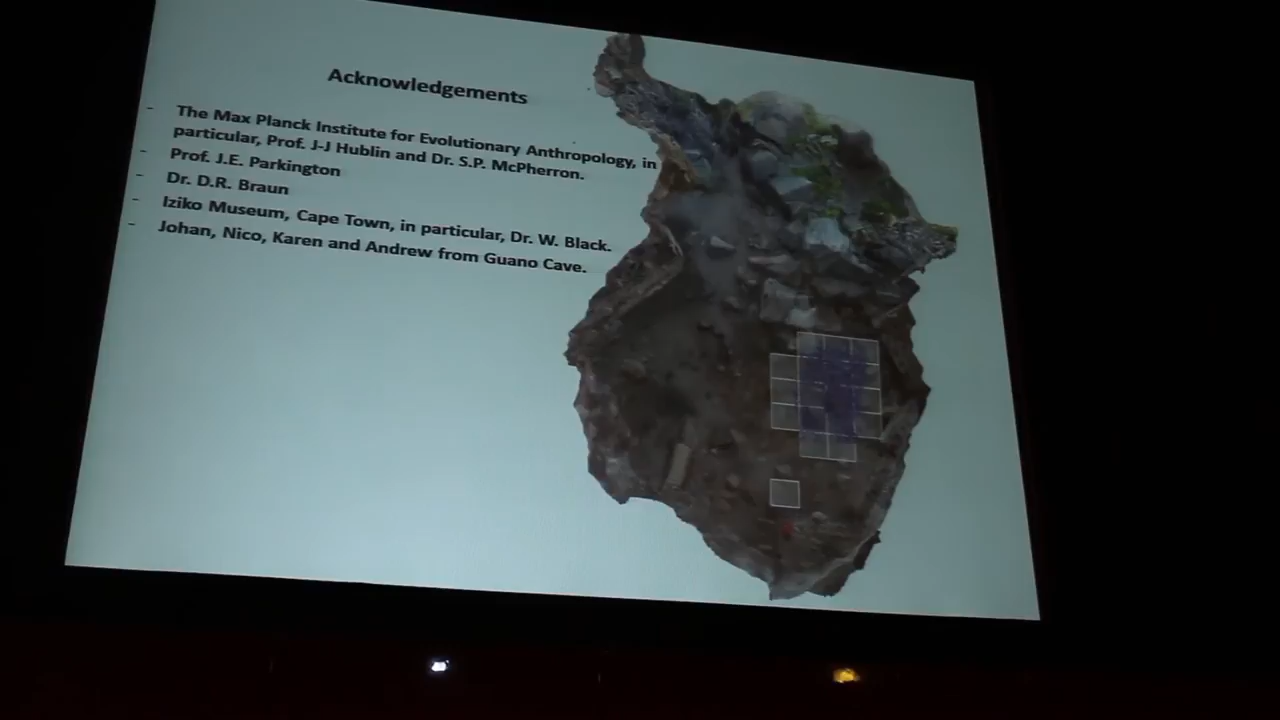 Acknowledgements
- The Max Planck Institute for Evolutionary Anthropology, in
particular, Prof. J-J Hublin and Dr. S.P. McPherron.
- Prof. J.E. Parkington
- Dr. D.R. Braun
- Iziko Museum, Cape Town, in particular, Dr. W. Black.
- Johan, Nico, Karen and Andrew from Guano Cave.